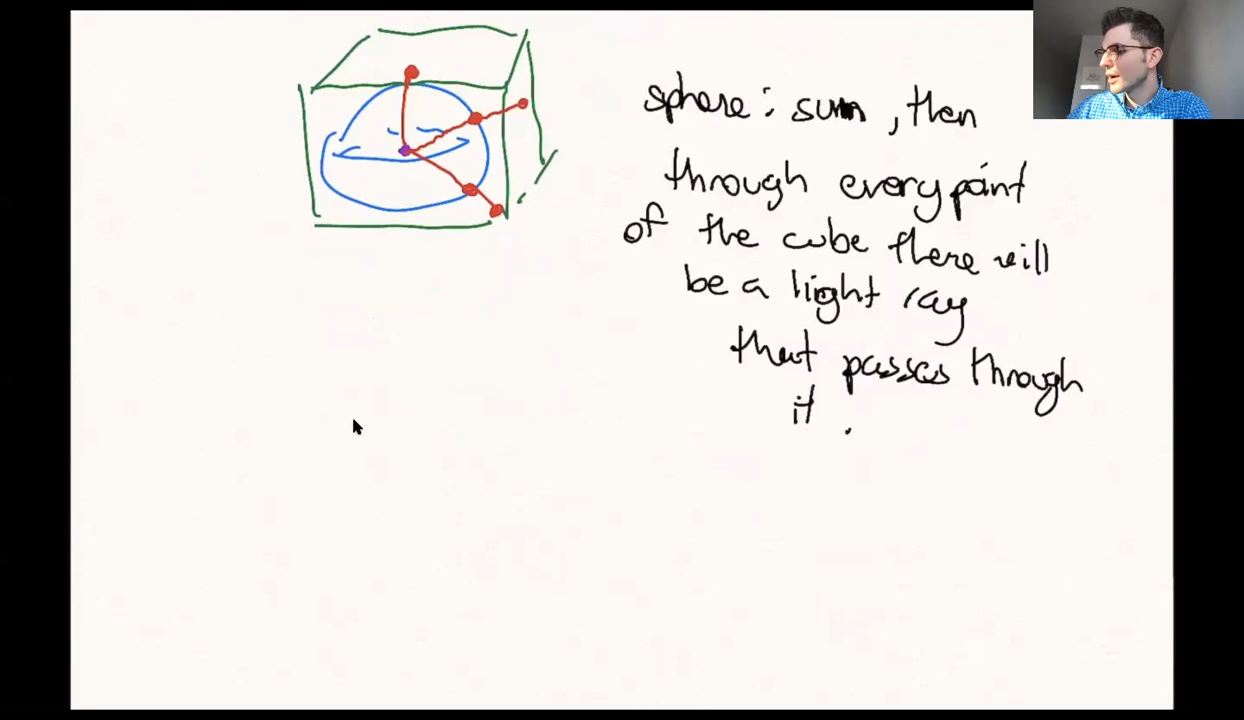 sphere: sun, then
through every point
of the cube there will
be a light ray
that passes through
it.